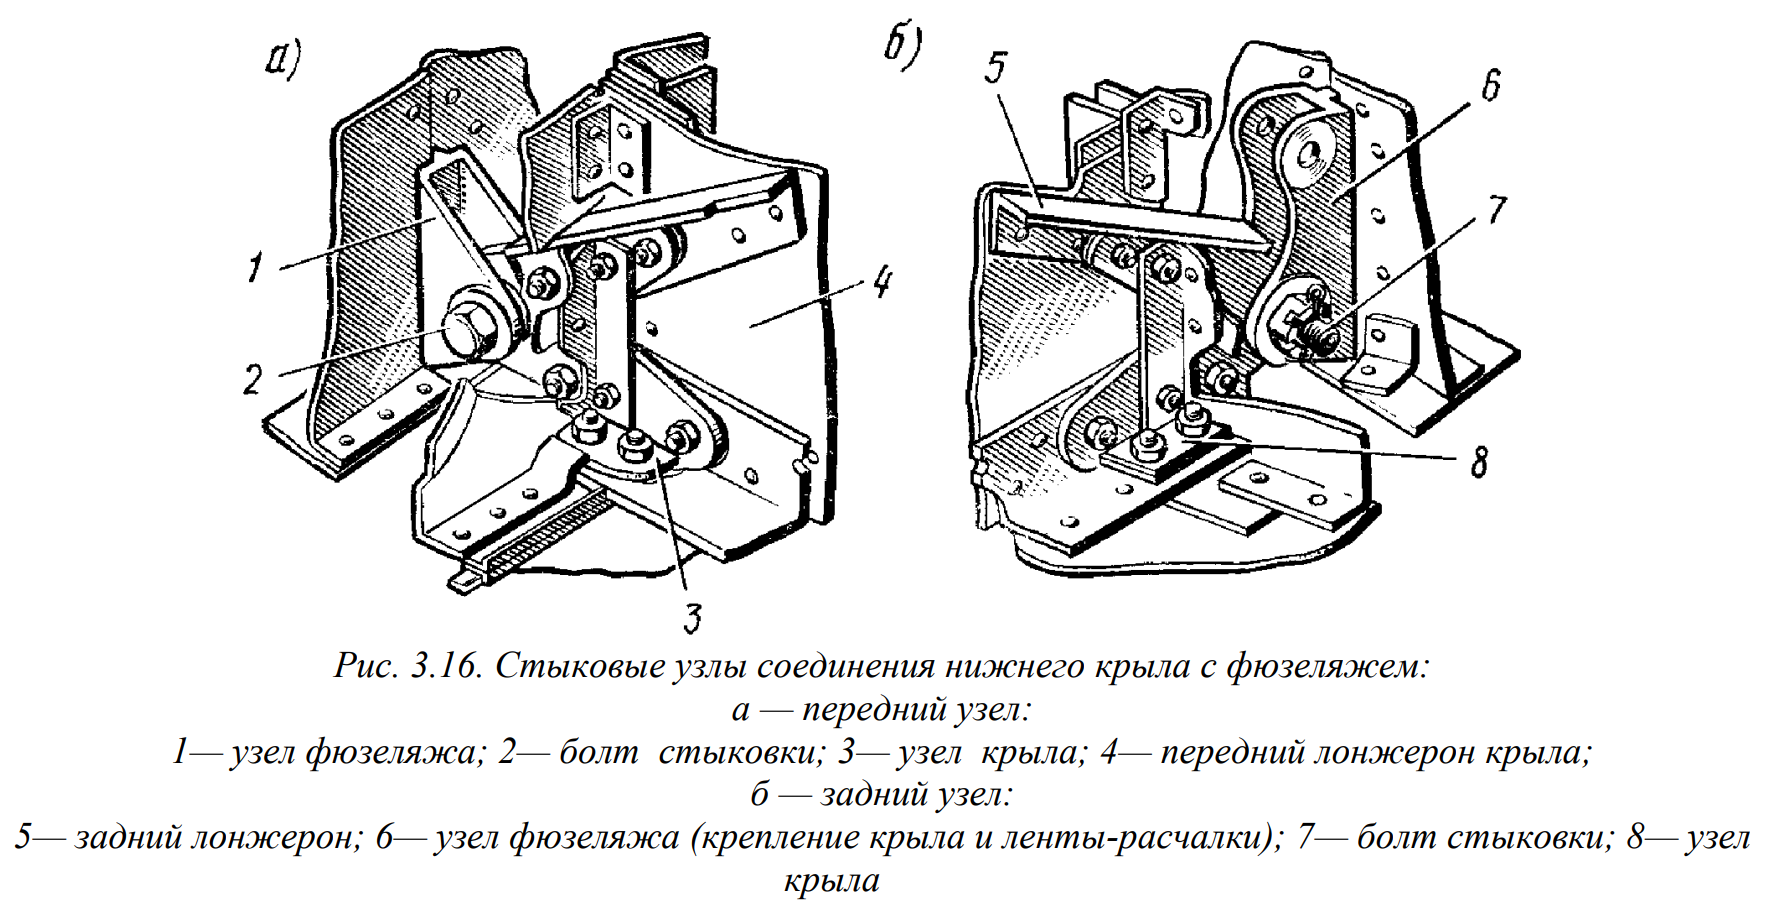 а)
б)
1
2
3
4
5
6
7
8
Рис. 3.16. Стыковые узлы соединения нижнего крыла с фюзеляжем:
а — передний узел:
1— узел фюзеляжа; 2— болт стыковки; 3— узел крыла; 4— передний лонжерон крыла;
б — задний узел:
5— задний лонжерон; 6— узел фюзеляжа (крепление крыла и ленты-расчалки); 7— болт стыковки; 8— узел
крыла